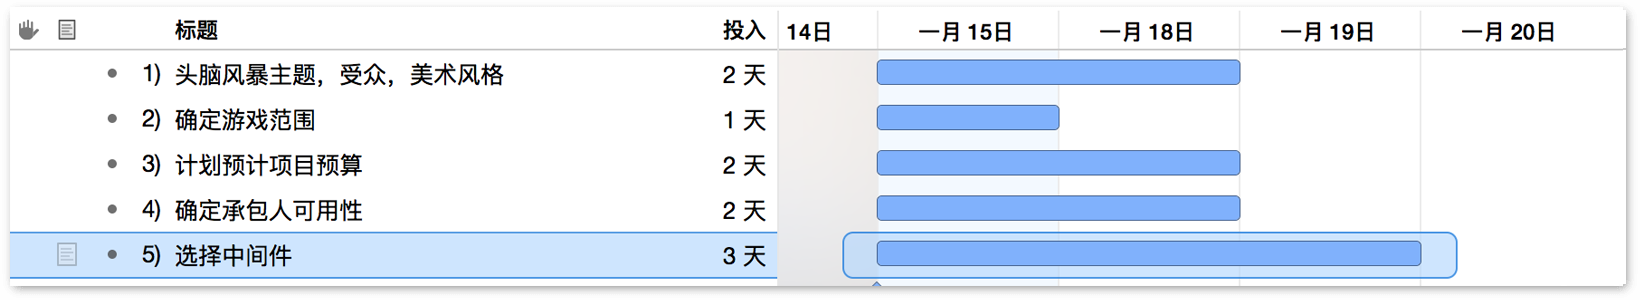 标题 投入 14日 一月 15日 一月 18日 一月 19日 一月 20日
1) 头脑风暴主题，受众，美术风格 2 天
2) 确定游戏范围 1 天
3) 计划预计项目预算 2 天
4) 确定承包人可用性 2 天
5) 选择中间件 3 天